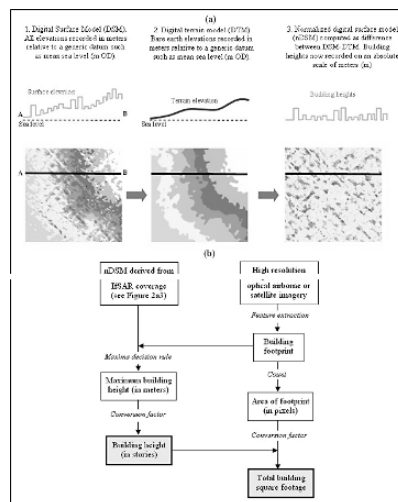 (a)
1. Digital Surface Model (DSM).
All elevations recorded in meters
relative to a generic datum such
as mean sea level (m OD)
2. Digital terrain model (DTM)
Bare earth elevations recorded in
meters relative to a generic datum
such as mean sea level (m OD)
3. Normalized digital surface model
(nDSM) computed as difference
between DSM-DTM. Building
heights now recorded on an absolute
scale of meters (m)
Surface elevation
A
B
Sea level
Terrain elevation
Sea level
Building heights
A
B
(b)
nDSM derived from
IfSAR coverage
(see Figure 2a3)
High resolution
optical airborne or
satellite imagery
Feature extraction
Building
footprint
Maxima decision rule
Count
Maximum building
height (in meters)
Area of footprint
(in pixels)
Conversion factor
Conversion factor
Building height
(in stories)
Total building
square footage